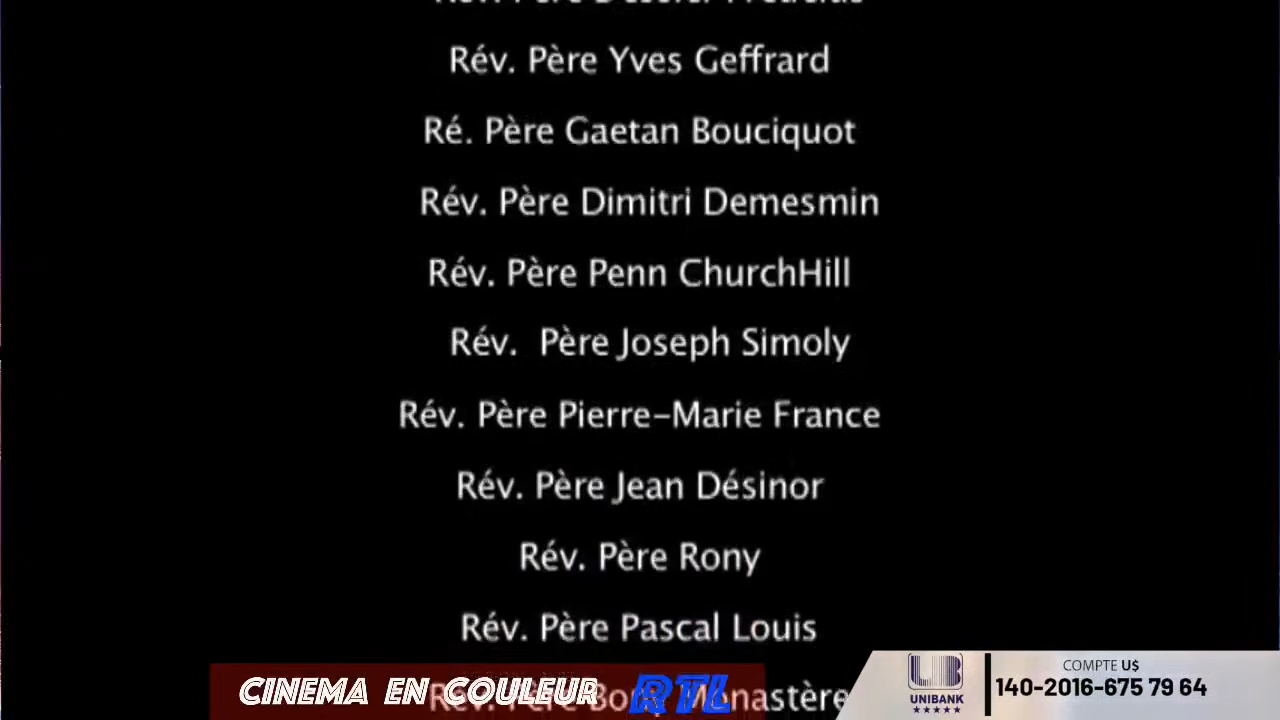 Rév. Père Yves Geffrard
Ré. Père Gaetan Bouciquot
Rév. Père Dimitri Demesmin
Rév. Père Penn ChurchHill
Rév.  Père Joseph Simoly
Rév. Père Pierre-Marie France
Rév. Père Jean Désinor
Rév. Père Rony
Rév. Père Pascal Louis
Rév. Père
CINEMA EN COULEUR RTL
UNIBANK
COMPTE U$
140-2016-675 79 64